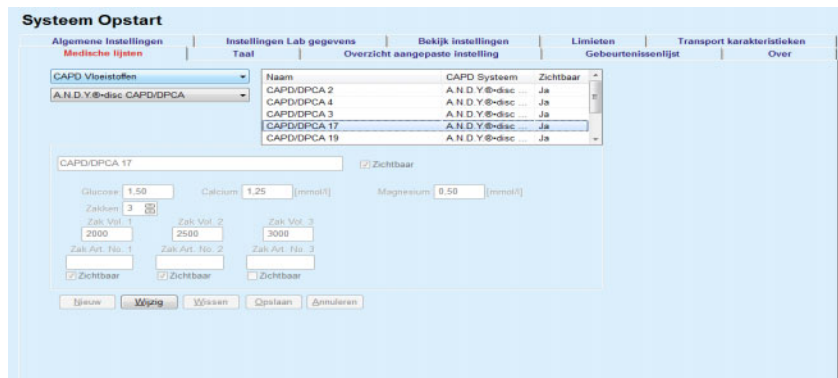 Systeem Opstart
Algemene Instellingen Instellingen Lab gegevens Bekijk instellingen Limieten Transport karakteristieken
Medische lijsten Taal Overzicht aangepaste instelling Gebeurtenissenlijst Over
CAPD Vloeistoffen
A.N.D.Y.®-disc CAPD/DPCA
Naam CAPD Systeem Zichtbaar
CAPD/DPCA 2 A.N.D.Y.®-disc ... Ja
CAPD/DPCA 4 A.N.D.Y.®-disc ... Ja
CAPD/DPCA 3 A.N.D.Y.®-disc ... Ja
CAPD/DPCA 17 A.N.D.Y.®-disc ... Ja
CAPD/DPCA 19 A.N.D.Y.®-disc ... Ja
CAPD/DPCA 17 Zichtbaar
Glucose 1,50 Calcium 1,25 [mmol/l] Magnesium 0,50 [mmol/l]
Zakken 3
Zak Vol. 1 Zak Vol. 2 Zak Vol. 3
2000 2500 3000
Zak Art. No. 1 Zak Art. No. 2 Zak Art. No. 3
Zichtbaar Zichtbaar Zichtbaar
Nieuw Wijzig Wissen Opslaan Annuleren